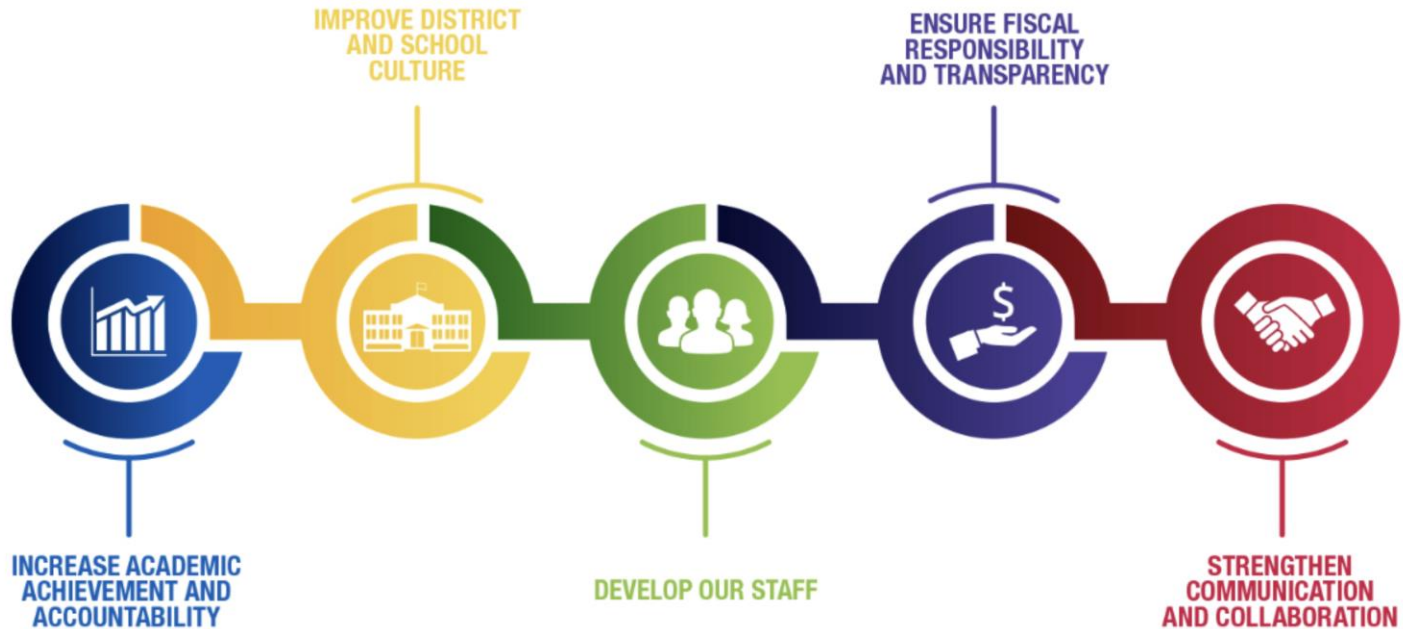 IMPROVE DISTRICT
AND SCHOOL
CULTURE
ENSURE FISCAL
RESPONSIBILITY
AND TRANSPARENCY
$
INCREASE ACADEMIC
ACHIEVEMENT AND
ACCOUNTABILITY
DEVELOP OUR STAFF
STRENGTHEN
COMMUNICATION
AND COLLABORATION